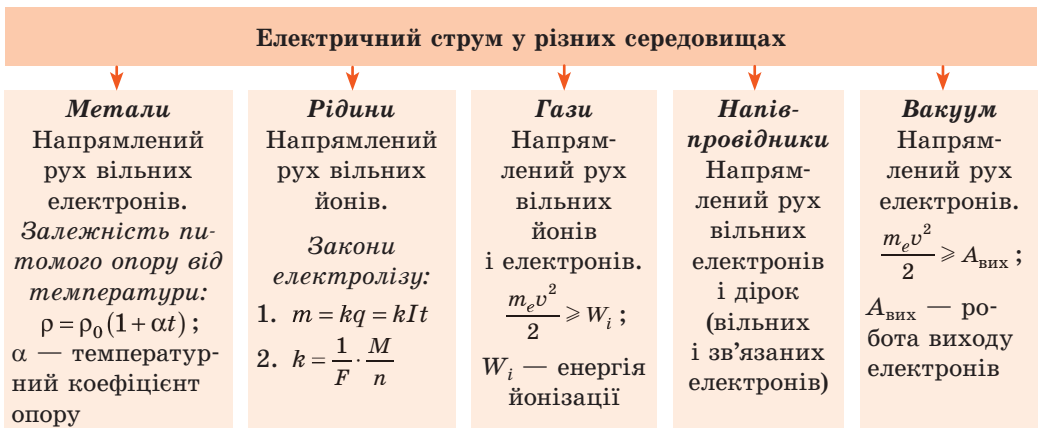 Електричний струм у різних середовищах
Метали
Напрямлений
рух вільних
електронів.
Залежність пи-
томого опору від
температури:
ρ = ρ₀(1 + αt);
α — температур-
ний коефіцієнт
опору
Рідини
Напрямлений
рух вільних
йонів.
Закони
електролізу:
1. m = kq = kIt
2. k = 1/F · M/n
Гази
Напрям-
лений рух
вільних
йонів
і електронів.
mₑv²/2 ⩾ Wᵢ;
Wᵢ — енергія
йонізації
Напів-
провідники
Напрям-
лений рух
вільних
електронів
і дірок
(вільних
і зв'язаних
електронів)
Вакуум
Напрям-
лений рух
електронів.
mₑv²/2 ⩾ Aвих;
Aвих — ро-
бота виходу
електронів